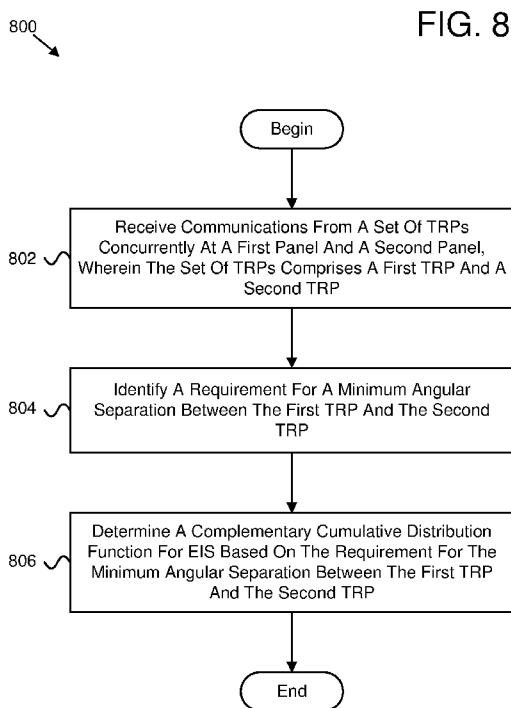 800
FIG. 8
Begin
802
Receive Communications From A Set Of TRPs
Concurrently At A First Panel And A Second Panel,
Wherein The Set Of TRPs Comprises A First TRP And A
Second TRP
804
Identify A Requirement For A Minimum Angular
Separation Between The First TRP And The Second
TRP
806
Determine A Complementary Cumulative Distribution
Function For EIS Based On The Requirement For The
Minimum Angular Separation Between The First TRP
And The Second TRP
End